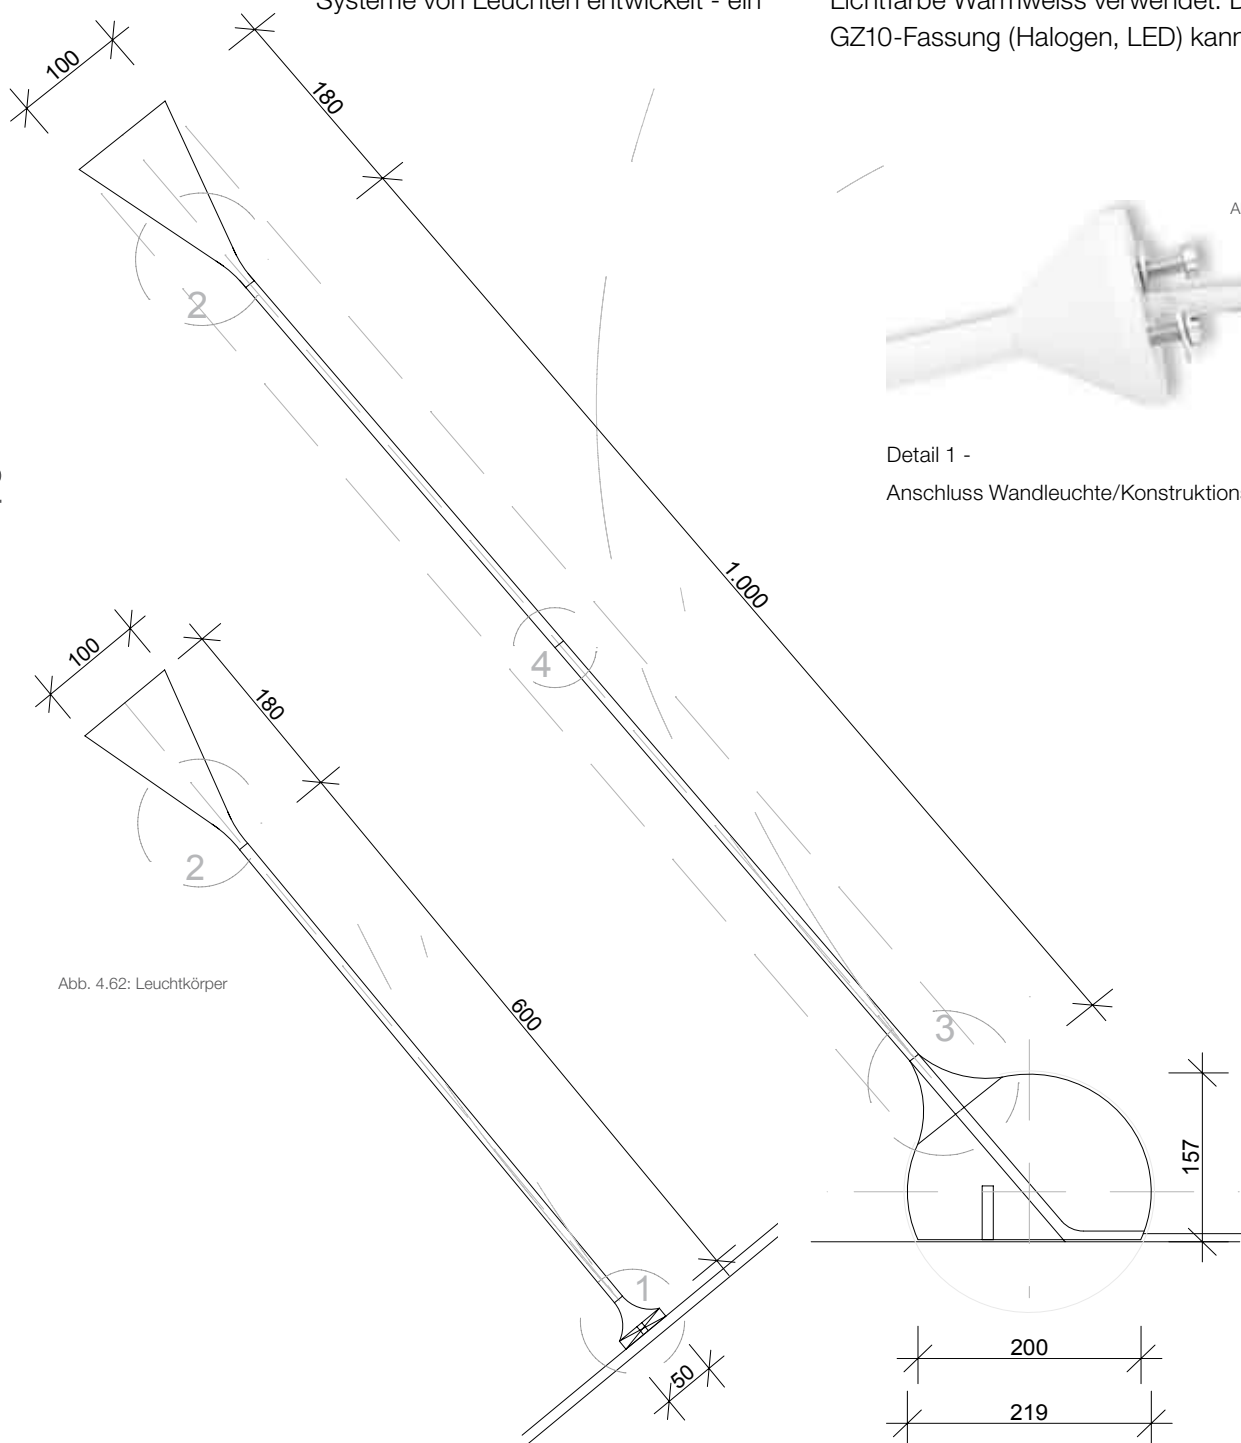 Systeme von Leuchten entwickelt - ein
Lichtfarbe Warmweiss verwendet.
GZ10-Fassung (Halogen, LED) kann
100
180
2
Detail 1 -
Anschluss Wandleuchte/Konstruktion
1.000
4
100
180
2
Abb. 4.62: Leuchtkörper
600
3
157
1
50
200
219